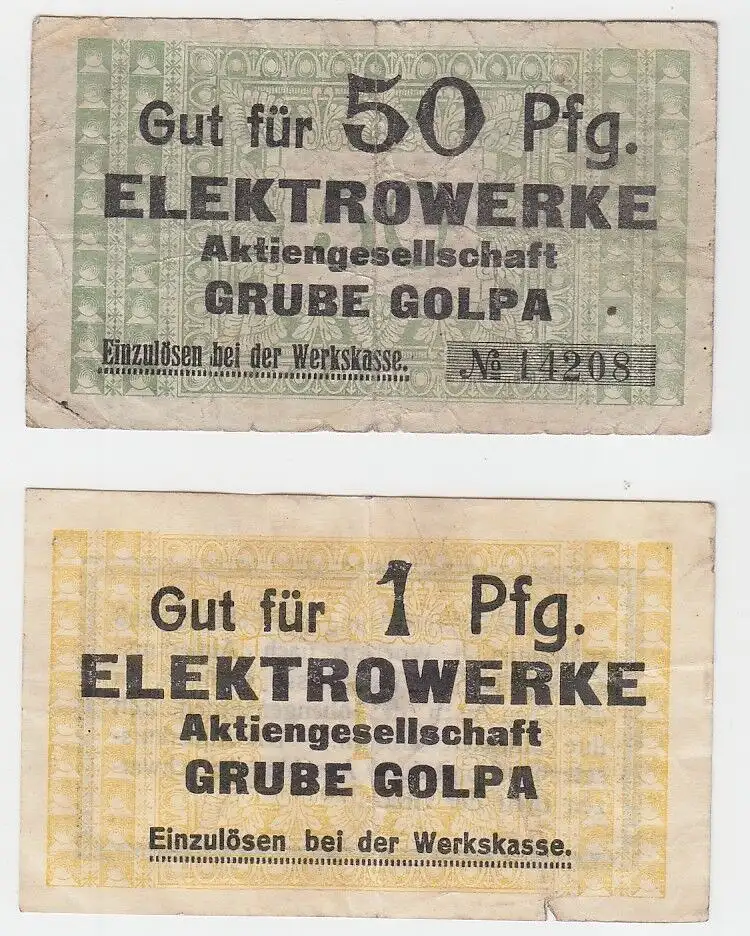 Gut für 50 Pfg.
ELEKTROWERKE
Aktiengesellschaft
GRUBE GOLPA
Einzulösen bei der Werkskasse.
№ 14208
Gut für 1 Pfg.
ELEKTROWERKE
Aktiengesellschaft
GRUBE GOLPA
Einzulösen bei der Werkskasse.